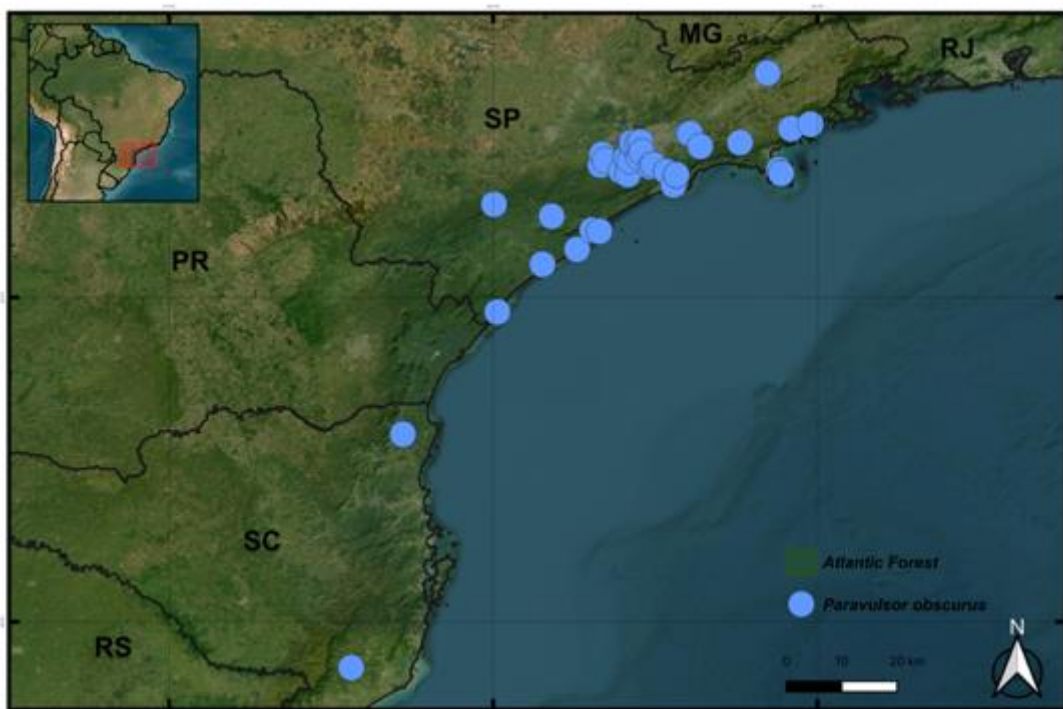 MG
RJ
SP
PR
SC
RS
Atlantic Forest
Paravulsor obscurus
N
0 10 20 km